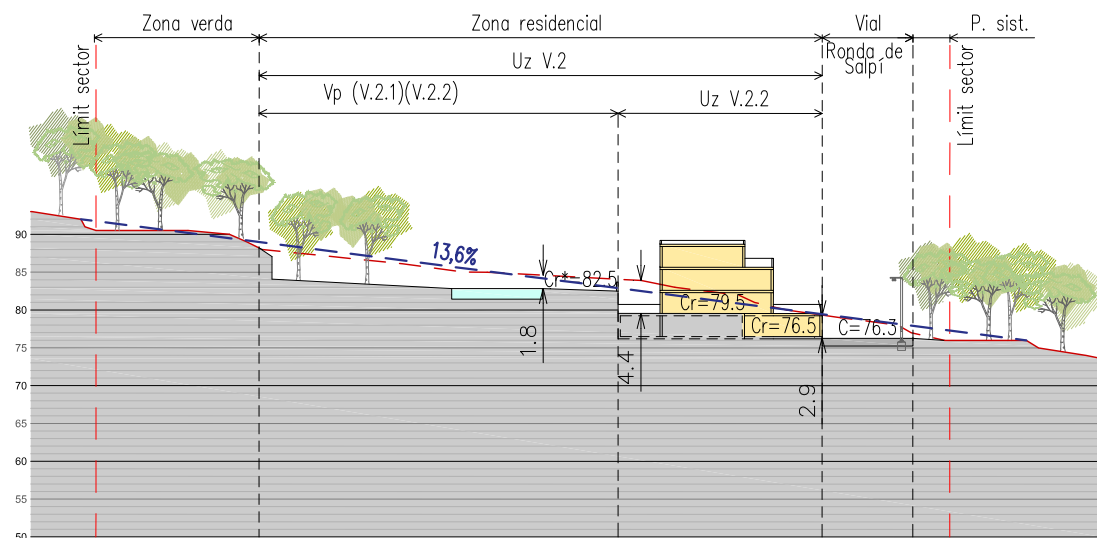 Zona verda
Zona residencial
Vial
P. sist.
Ronda de
Salpí
Uz V.2
Vp (V.2.1)(V.2.2)
Uz V.2.2
Límit sector
Límit sector
13,6%
Cr*=82.5
Cr=79.5
Cr=76.5
C=76.3
1.8
4.4
2.9
90
85
80
75
70
65
60
55
50